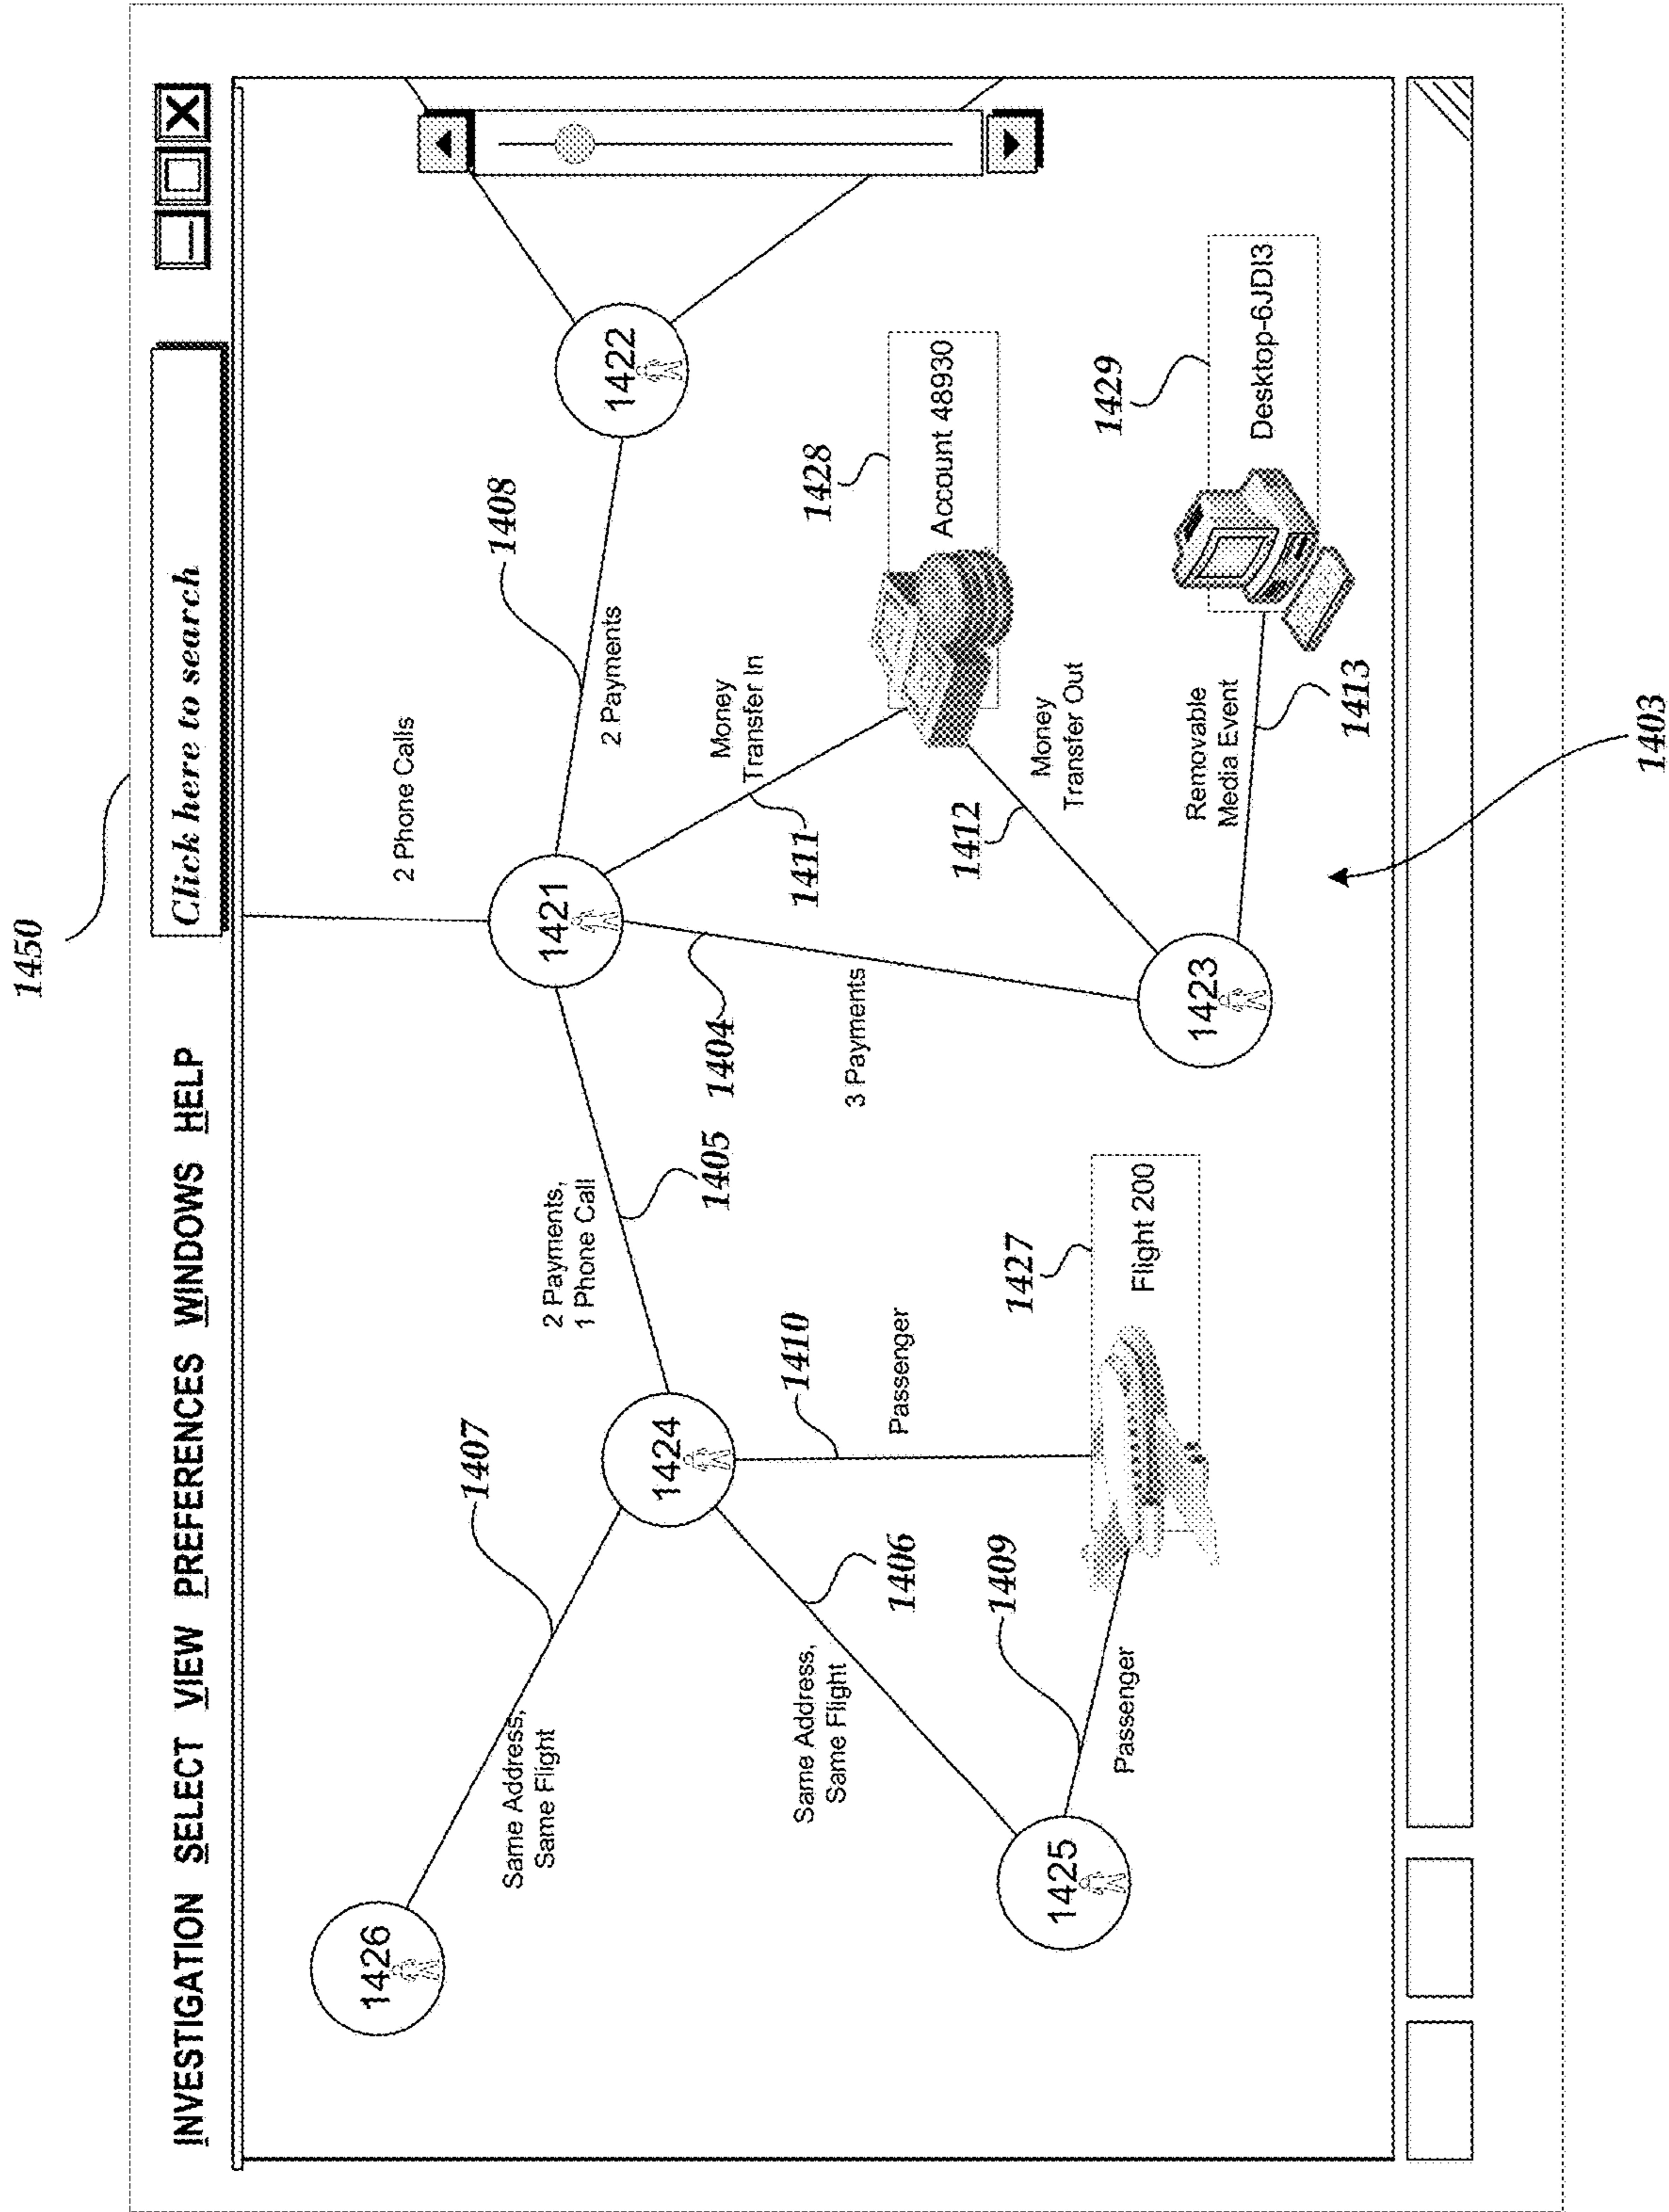 1450
INVESTIGATION SELECT VIEW PREFERENCES WINDOWS HELP
Click here to search
2 Phone Calls
1426
1407
Same Address,
Same Flight
1424
2 Payments,
1 Phone Call
1405
1421
1408
2 Payments
1422
1404
3 Payments
Money
Transfer In
1411
1428
Account 48930
1410
Passenger
Same Address,
Same Flight
1406
1412
Money
Transfer Out
1425
1409
Passenger
1427
Flight 200
1423
Removable
Media Event
1413
1429
Desktop-6JDI3
1403